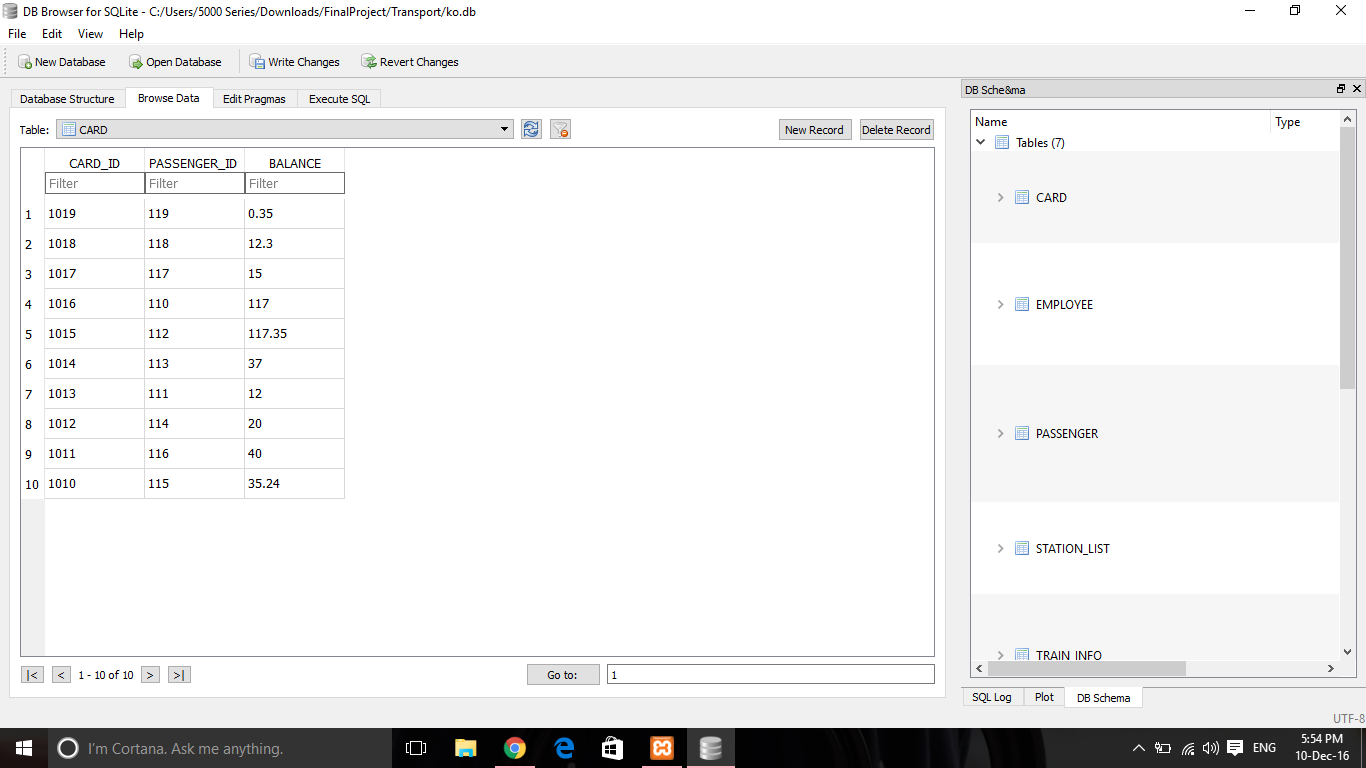 DB Browser for SQLite - C:/Users/5000 Series/Downloads/FinalProject/Transport/ko.db
File Edit View Help
New Database Open Database Write Changes Revert Changes
Database Structure Browse Data Edit Pragmas Execute SQL
Table: CARD New Record Delete Record
CARD_ID PASSENGER_ID BALANCE
Filter Filter Filter
1 1019 119 0.35
2 1018 118 12.3
3 1017 117 15
4 1016 110 117
5 1015 112 117.35
6 1014 113 37
7 1013 111 12
8 1012 114 20
9 1011 116 40
10 1010 115 35.24
|< < 1 - 10 of 10 > >| Go to: 1
DB Sche&ma
Name Type
Tables (7)
CARD
EMPLOYEE
PASSENGER
STATION_LIST
TRAIN_INFO
SQL Log Plot DB Schema
UTF-8
I'm Cortana. Ask me anything.
ENG
5:54 PM
10-Dec-16